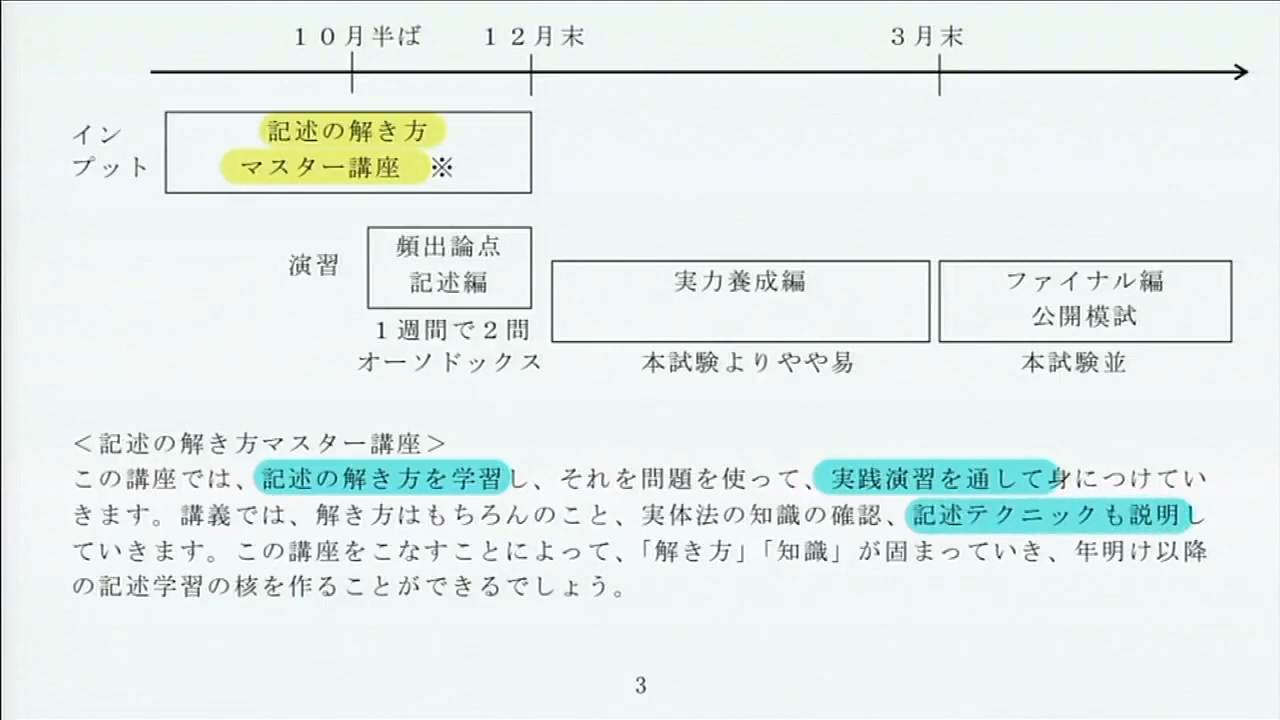 10月半ば　12月末　3月末
イン
プット
記述の解き方
マスター講座 ※
演習
頻出論点
記述編
1週間で2問
オーソドックス
実力養成編
本試験よりやや易
ファイナル編
公開模試
本試験並
＜記述の解き方マスター講座＞
この講座では、記述の解き方を学習し、それを問題を使って、実践演習を通して身につけてい
きます。講義では、解き方はもちろんのこと、実体法の知識の確認、記述テクニックも説明し
ていきます。この講座をこなすことによって、「解き方」「知識」が固まっていき、年明け以降
の記述学習の核を作ることができるでしょう。
3